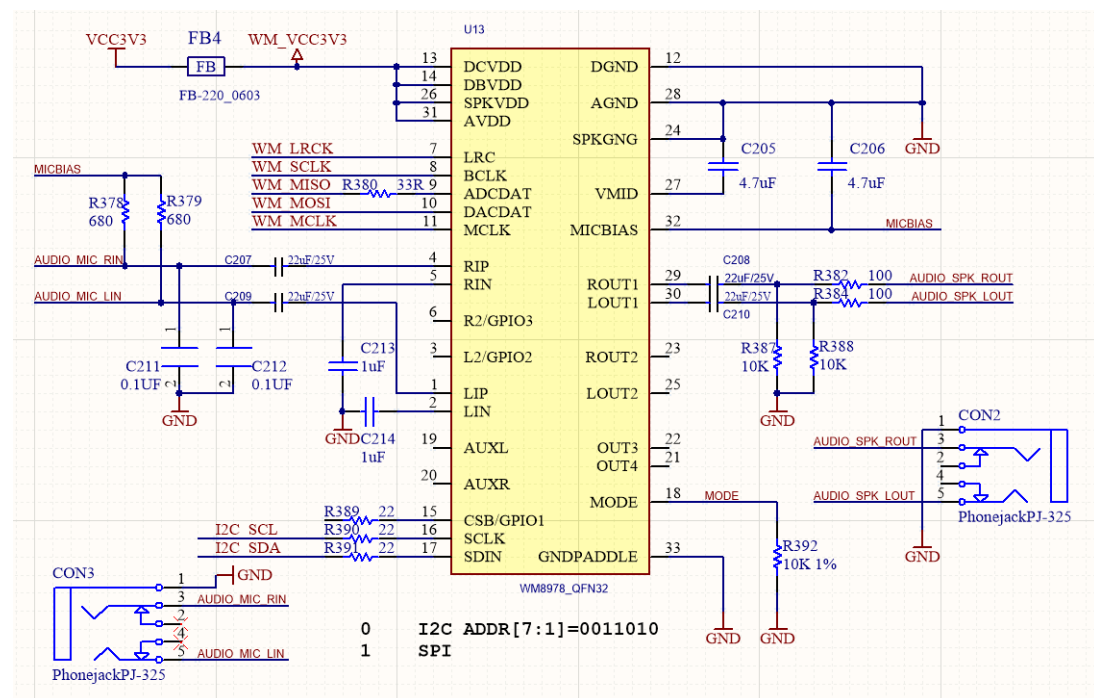 U13
VCC3V3
FB4
WM_VCC3V3
FB
FB-220_0603
13
DCVDD
14
DBVDD
26
SPKVDD
31
AVDD
WM_LRCK
7
LRC
WM_SCLK
8
BCLK
WM_MISO
R380
33R
9
ADCDAT
WM_MOSI
10
DACDAT
WM_MCLK
11
MCLK
MICBIAS
R378
680
R379
680
AUDIO_MIC_RIN
C207
22uF/25V
4
RIP
5
RIN
AUDIO_MIC_LIN
C209
22uF/25V
6
R2/GPIO3
3
L2/GPIO2
1
C211
0.1UF
2
1
C212
0.1UF
2
GND
C213
1uF
1
LIP
2
LIN
GND
C214
1uF
19
AUXL
20
AUXR
R389
22
15
CSB/GPIO1
I2C_SCL
R390
22
16
SCLK
I2C_SDA
R391
22
17
SDIN
DGND
12
AGND
28
SPKGNG
24
GND
C205
4.7uF
C206
4.7uF
VMID
27
MICBIAS
32
MICBIAS
ROUT1
29
C208
22uF/25V
R382
100
AUDIO_SPK_ROUT
LOUT1
30
22uF/25V
C210
R384
100
AUDIO_SPK_LOUT
ROUT2
23
R387
10K
R388
10K
LOUT2
25
GND
OUT3
22
OUT4
21
MODE
18
MODE
R392
10K 1%
GNDPADDLE
33
GND
GND
WM8978_QFN32
CON2
1
AUDIO_SPK_ROUT
3
2
4
AUDIO_SPK_LOUT
5
PhonejackPJ-325
GND
CON3
1
GND
3
AUDIO_MIC_RIN
2
4
5
AUDIO_MIC_LIN
PhonejackPJ-325
0 I2C ADDR[7:1]=0011010
1 SPI